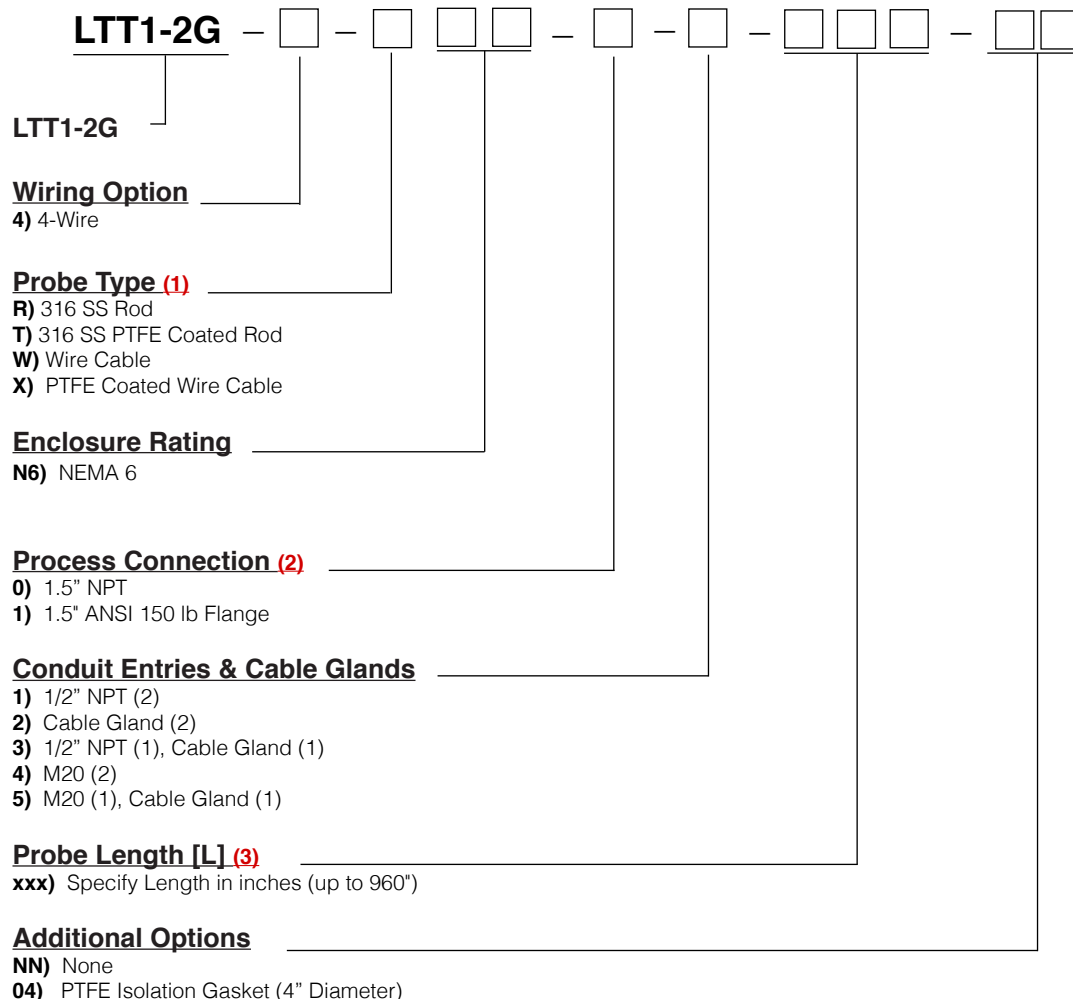 LTT1-2G – □ – □ □□ – □ – □ – □□□ – □□
LTT1-2G
Wiring Option
4) 4-Wire
Probe Type (1)
R) 316 SS Rod
T) 316 SS PTFE Coated Rod
W) Wire Cable
X) PTFE Coated Wire Cable
Enclosure Rating
N6) NEMA 6
Process Connection (2)
0) 1.5” NPT
1) 1.5" ANSI 150 lb Flange
Conduit Entries & Cable Glands
1) 1/2” NPT (2)
2) Cable Gland (2)
3) 1/2” NPT (1), Cable Gland (1)
4) M20 (2)
5) M20 (1), Cable Gland (1)
Probe Length [L] (3)
xxx) Specify Length in inches (up to 960")
Additional Options
NN) None
04) PTFE Isolation Gasket (4” Diameter)